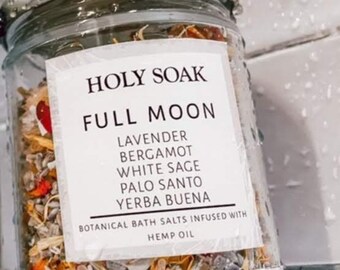 HOLY SOAK
FULL MOON
LAVENDER
BERGAMOT
WHITE SAGE
PALO SANTO
YERBA BUENA
BOTANICAL BATH SALTS INFUSED WITH
HEMP OIL